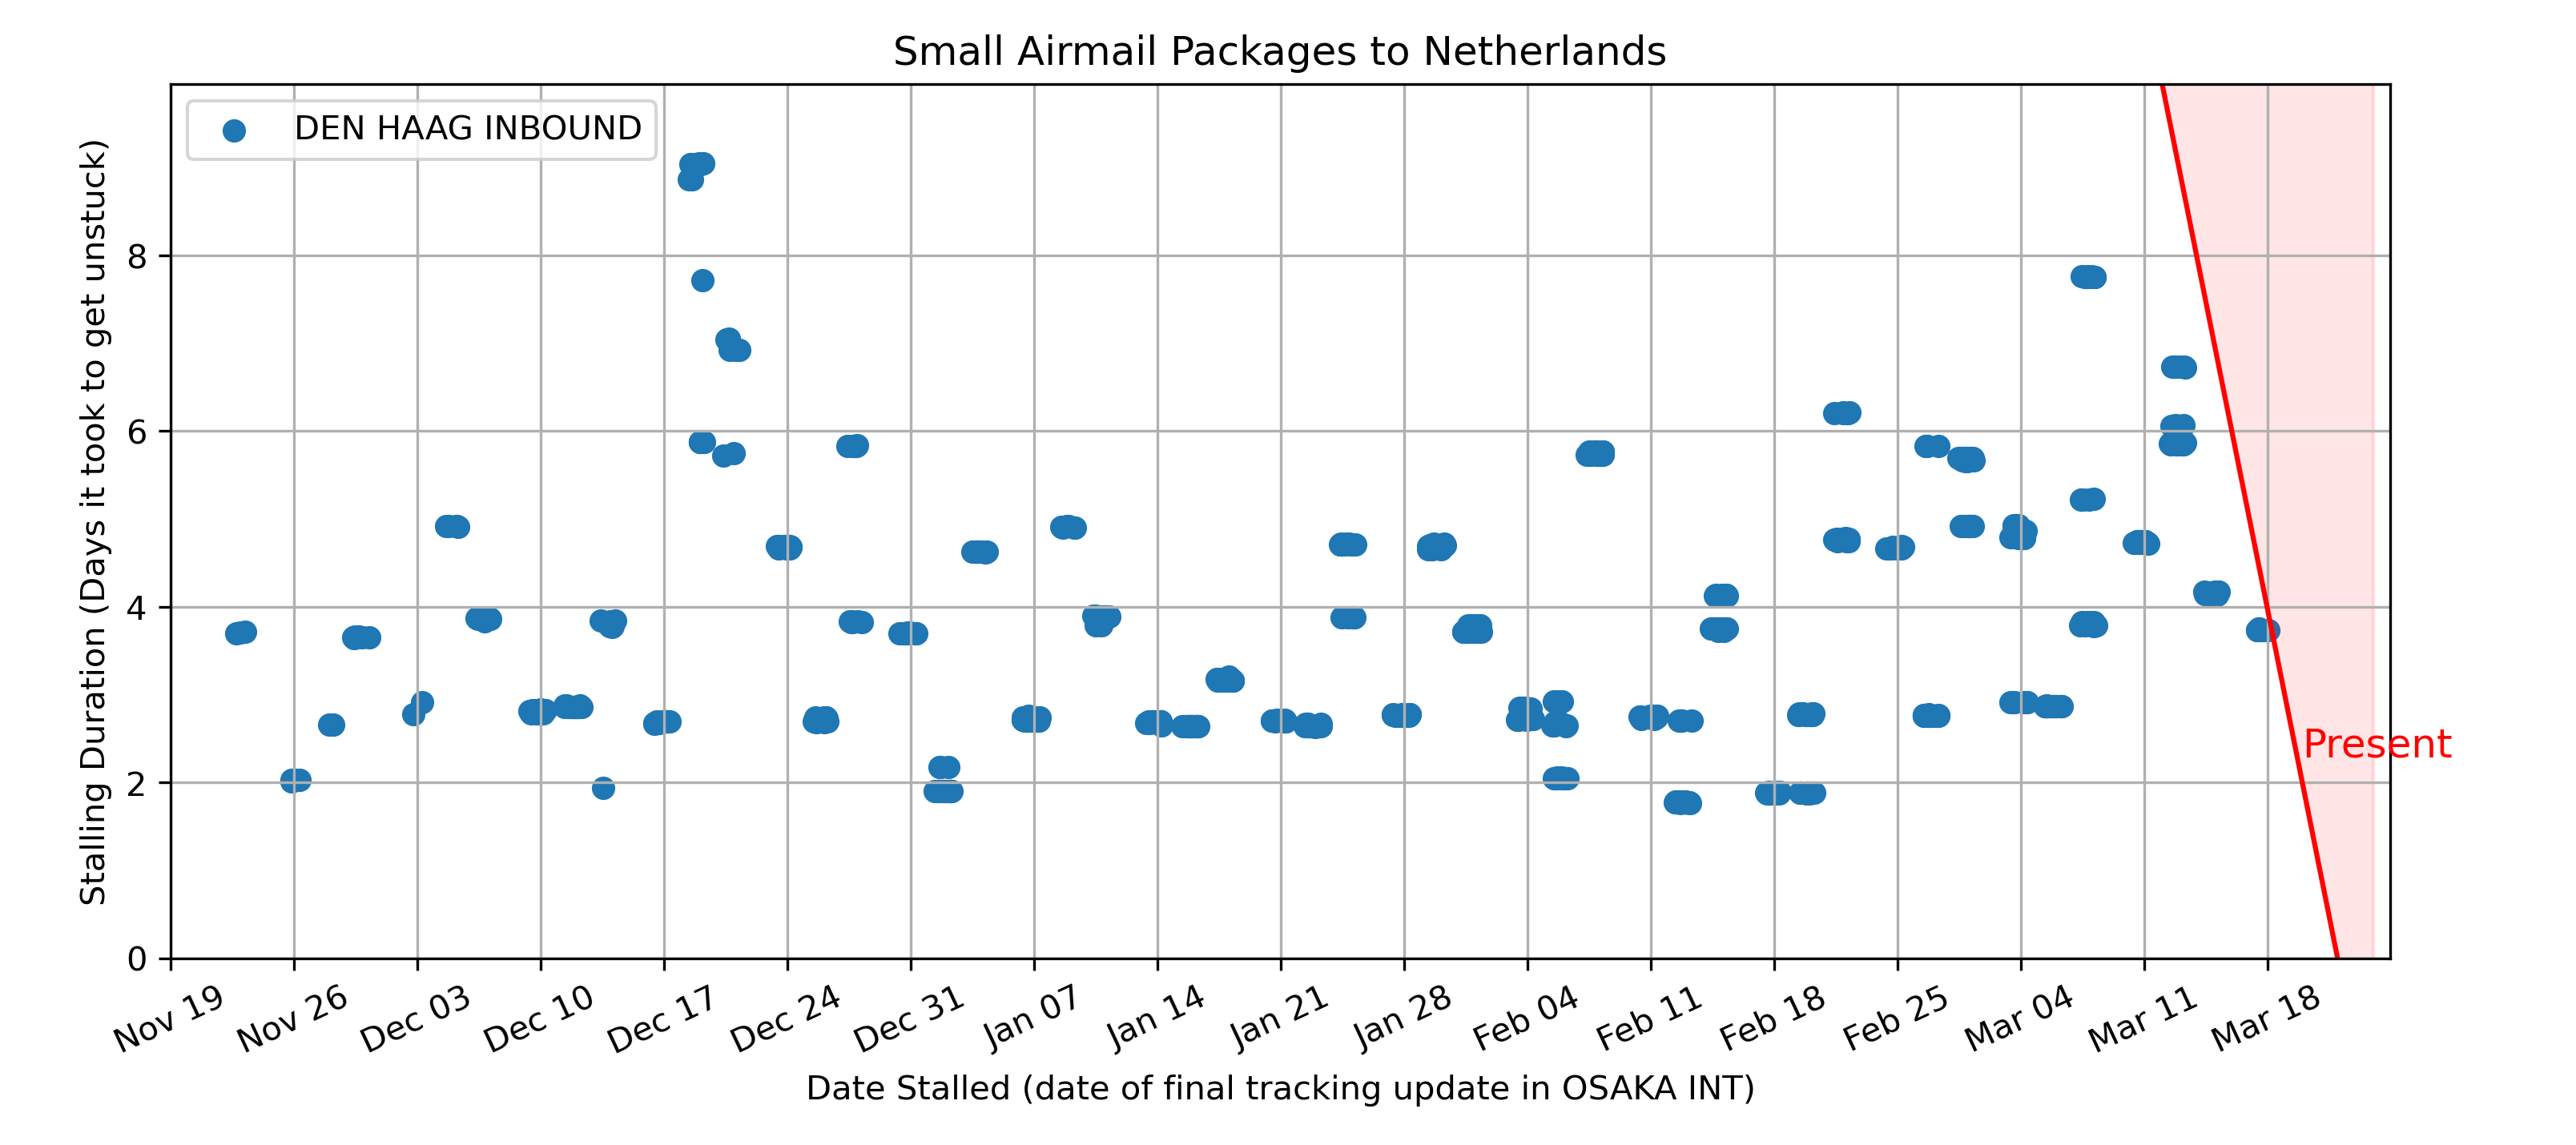 Small Airmail Packages to Netherlands
DEN HAAG INBOUND
Stalling Duration (Days it took to get unstuck)
8
6
4
2
0
Present
Nov 19
Nov 26
Dec 03
Dec 10
Dec 17
Dec 24
Dec 31
Jan 07
Jan 14
Jan 21
Jan 28
Feb 04
Feb 11
Feb 18
Feb 25
Mar 04
Mar 11
Mar 18
Date Stalled (date of final tracking update in OSAKA INT)